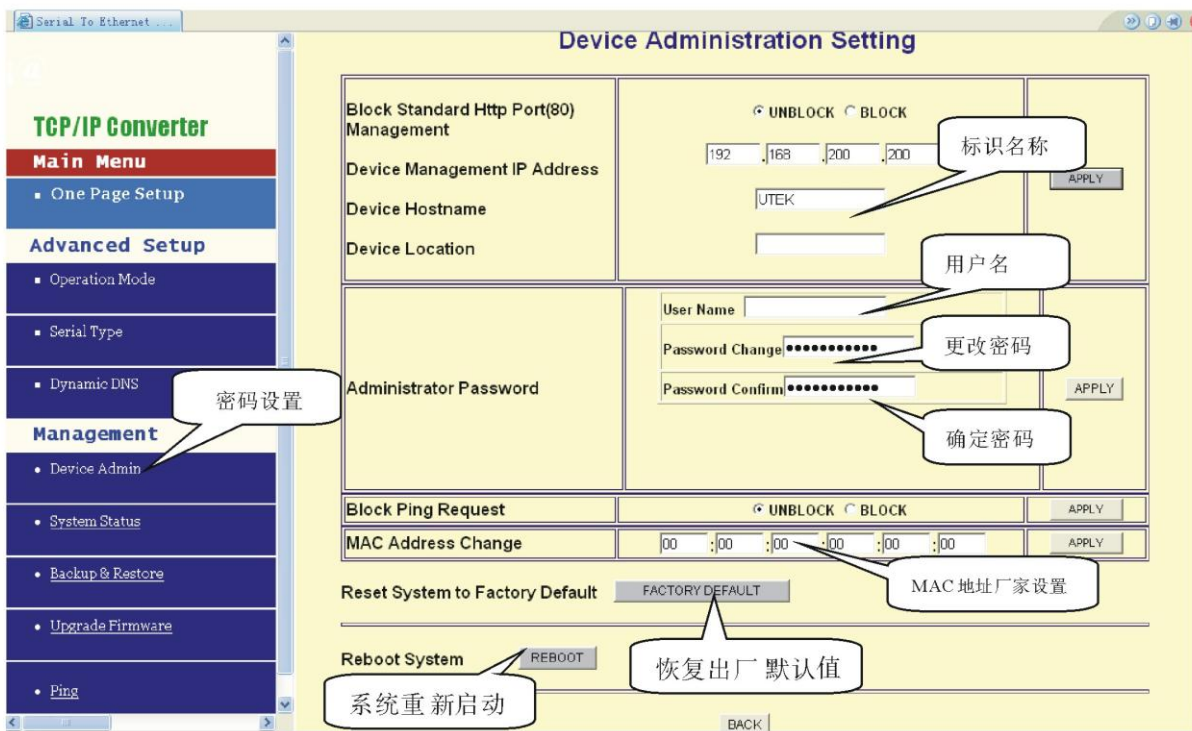 Serial To Ethernet ...
Device Administration Setting
TCP/IP Converter
Main Menu
One Page Setup
Advanced Setup
Operation Mode
Serial Type
Dynamic DNS
密码设置
Management
Device Admin
System Status
Backup & Restore
Upgrade Firmware
Ping
Block Standard Http Port(80)
Management
UNBLOCK BLOCK
Device Management IP Address
192 .168 .200 .200
标识名称
APPLY
Device Hostname
UTEK
Device Location
用户名
User Name
Password Change
更改密码
Administrator Password
Password Confirm
APPLY
确定密码
Block Ping Request
UNBLOCK BLOCK
APPLY
MAC Address Change
00 :00 :00 :00 :00 :00
APPLY
MAC 地址厂家设置
Reset System to Factory Default
FACTORY DEFAULT
恢复出厂 默认值
Reboot System
REBOOT
系统重 新启动
BACK